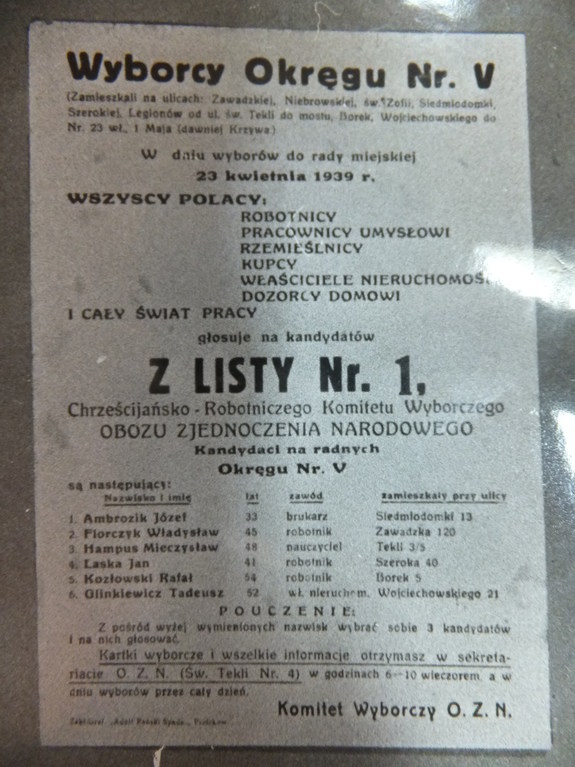 Wyborcy Okręgu Nr. V
(Zamieszkali na ulicach: Zawadzkiej, Niebrowskiej, św. Zofii, Siedmiodomki,
Szerokiej, Legionów od ul. św. Tekli do mostu, Borek, Wojciechowskiego do
Nr. 23 wł., 1 Maja (dawniej Krzywa)
W dniu wyborów do rady miejskiej
23 kwietnia 1939 r.
WSZYSCY POLACY:
ROBOTNICY
PRACOWNICY UMYSŁOWI
RZEMIEŚLNICY
KUPCY
WŁAŚCICIELE NIERUCHOMOŚ
DOZORCY DOMOWI
I CAŁY ŚWIAT PRACY
głosuje na kandydatów
Z LISTY Nr. 1,
Chrześcijańsko-Robotniczego Komitetu Wyborczego
OBOZU ZJEDNOCZENIA NARODOWEGO
Kandydaci na radnych
Okręgu Nr. V
są następujący:
Nazwisko i imię lat zawód zamieszkały przy ulicy
1. Ambrozik Józef 33 brukarz Siedmiodomki 13
2. Fiorczyk Władysław 45 robotnik Zawadzka 120
3. Hampus Mieczysław 48 nauczyciel Tekli 3/5
4. Laska Jan 41 robotnik Szeroka 40
5. Kozłowski Rafał 54 robotnik Borek 5
6. Glinkiewicz Tadeusz 52 wł. nieruchom. Wojciechowskiego 21
POUCZENIE:
Z pośród wyżej wymienionych nazwisk wybrać sobie 3 kandydatów
i na nich głosować.
Kartki wyborcze i wszelkie informacje otrzymasz w sekreta-
riacie O. Z. N. (Św. Tekli Nr. 4) w godzinach 6—10 wieczorem, a w
dniu wyborów przez cały dzień.
Komitet Wyborczy O. Z. N.